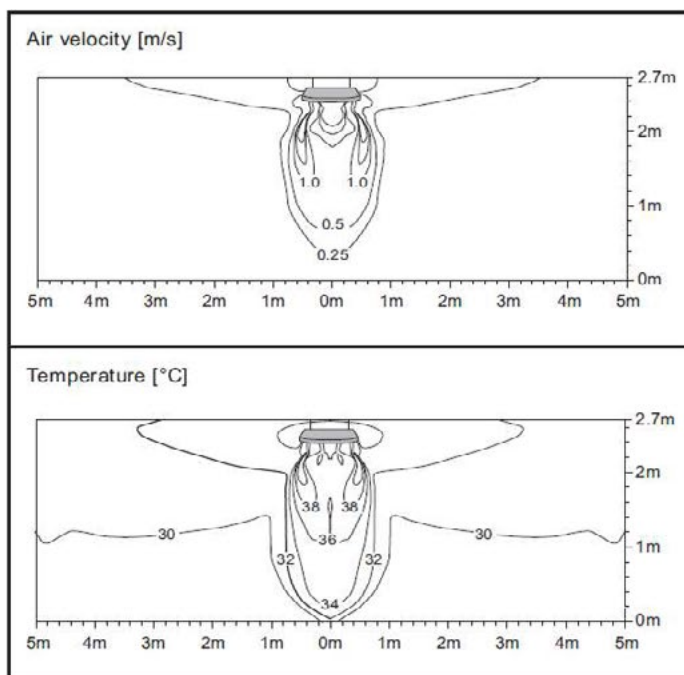 Air velocity [m/s]
2.7m
2m
1.0 1.0
1m
0.5
0.25
0m
5m 4m 3m 2m 1m 0m 1m 2m 3m 4m 5m
Temperature [°C]
2.7m
2m
38 38
30 36 30 1m
32 32
34
0m
5m 4m 3m 2m 1m 0m 1m 2m 3m 4m 5m